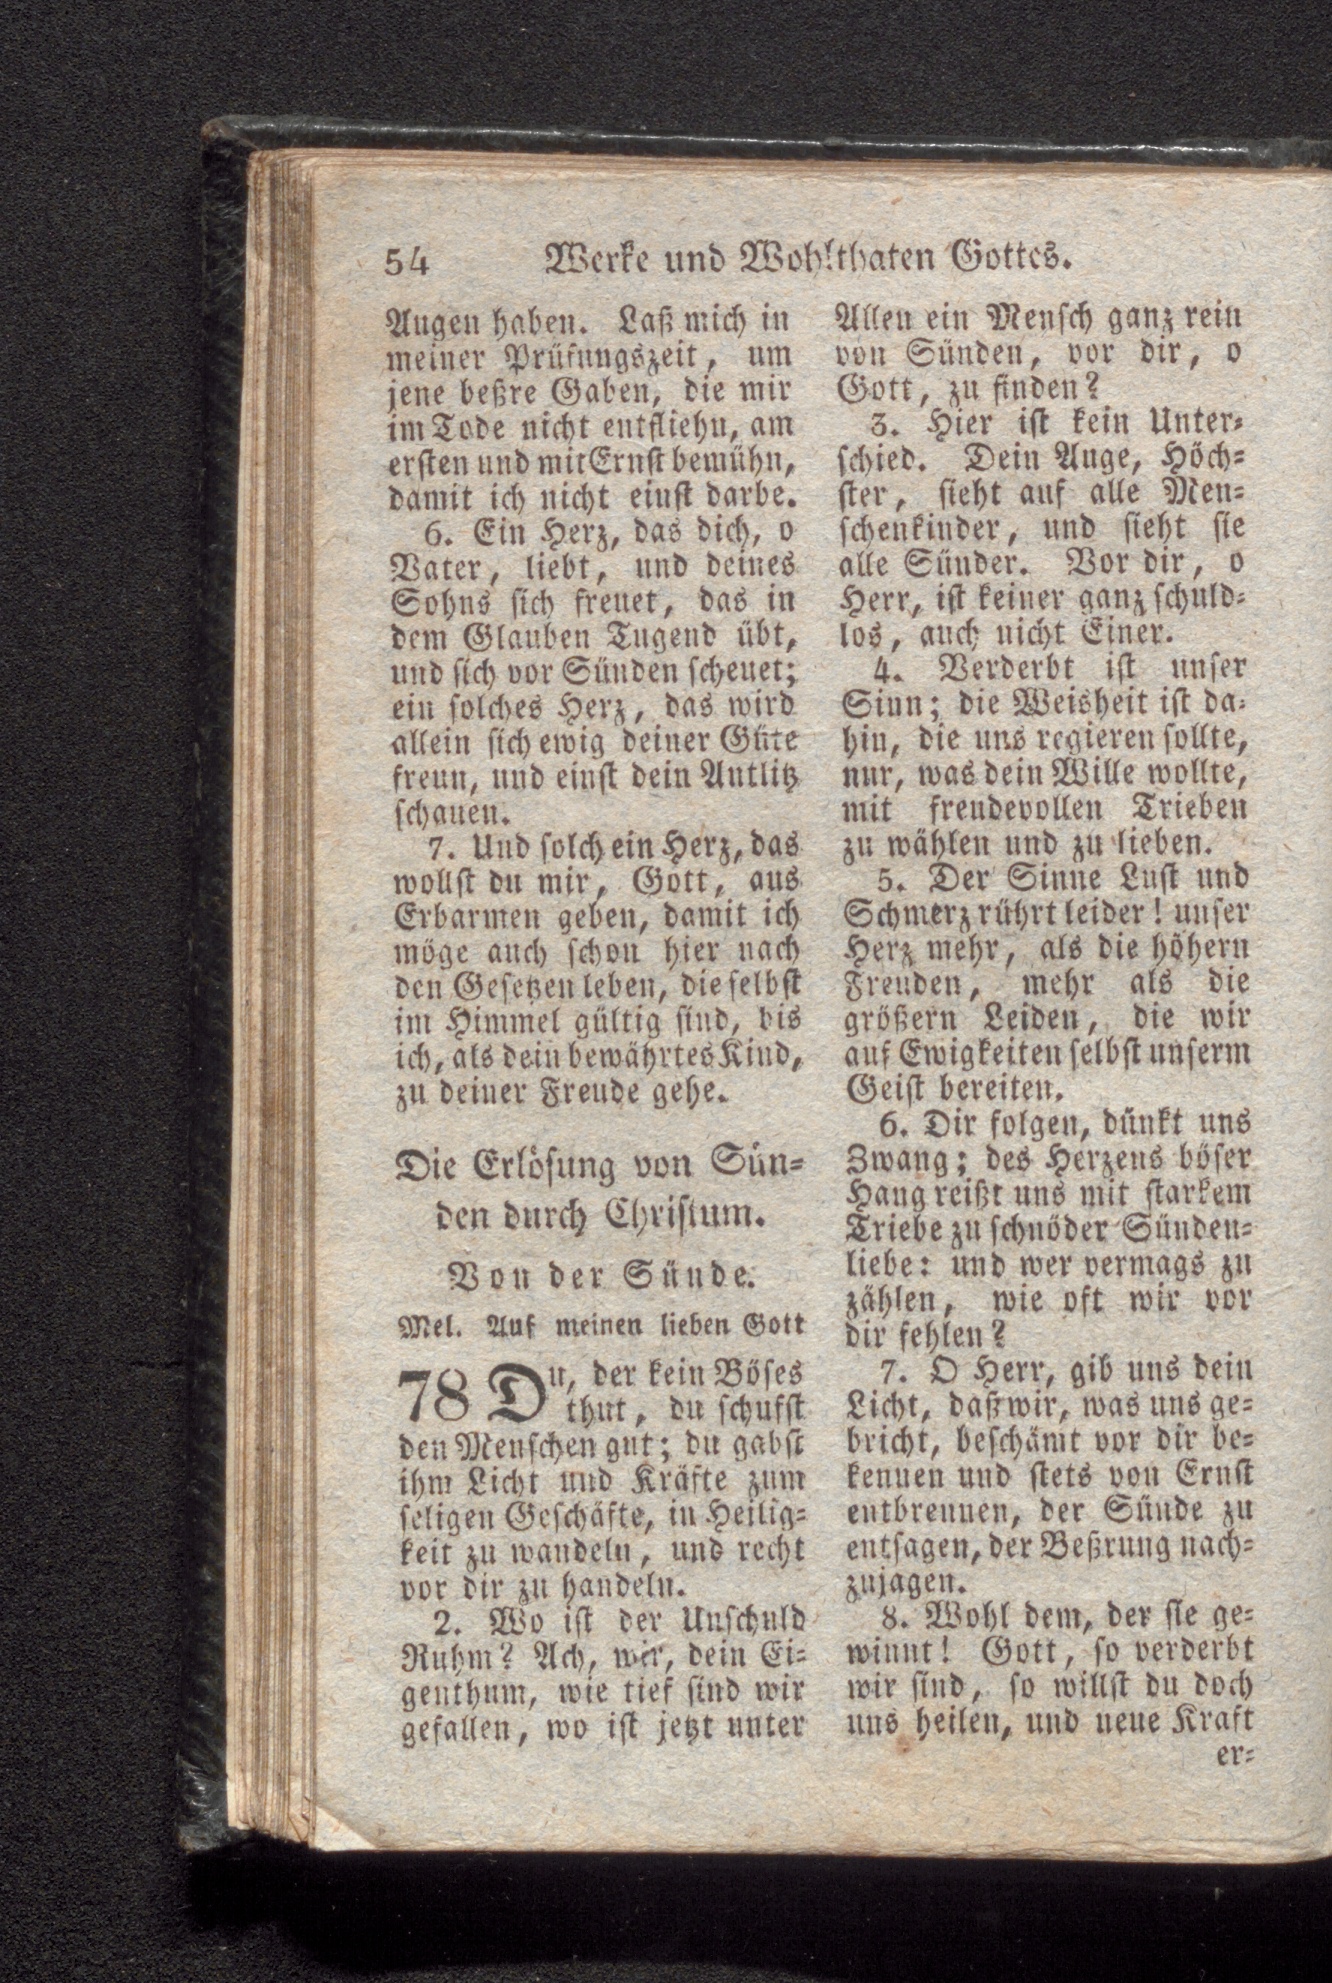 54 Werke und Wohlthaten Gottes.
Augen haben. Laß mich in
meiner Prüfungszeit, um
jene beßre Gaben, die mir
im Tode nicht entfliehn, am
ersten und mit Ernst bemühn,
damit ich nicht einst darbe.
6. Ein Herz, das dich, o
Vater, liebt, und deines
Sohns sich freuet, das in
dem Glauben Tugend übt,
und sich vor Sünden scheuet;
ein solches Herz, das wird
allein sich ewig deiner Güte
freun, und einst dein Antlitz
schauen.
7. Und solch ein Herz, das
wollst du mir, Gott, aus
Erbarmen geben, damit ich
möge auch schon hier nach
den Gesetzen leben, die selbst
im Himmel gültig sind, bis
ich, als dein bewährtes Kind,
zu deiner Freude gehe.
Die Erlösung von Sün-
den durch Christum.
Von der Sünde.
Mel. Auf meinen lieben Gott
78 Du, der kein Böses
thut, du schufst
den Menschen gut; du gabst
ihm Licht und Kräfte zum
seligen Geschäfte, in Heilig-
keit zu wandeln, und recht
vor dir zu handeln.
2. Wo ist der Unschuld
Ruhm? Ach, wir, dein Ei-
genthum, wie tief sind wir
gefallen, wo ist jetzt unter
Allen ein Mensch ganz rein
von Sünden, vor dir, o
Gott, zu finden?
3. Hier ist kein Unter-
schied. Dein Auge, Höch-
ster, sieht auf alle Men-
schenkinder, und sieht sie
alle Sünder. Vor dir, o
Herr, ist keiner ganz schuld-
los, auch nicht Einer.
4. Verderbt ist unser
Sinn; die Weisheit ist da-
hin, die uns regieren sollte,
nur, was dein Wille wollte,
mit freudevollen Trieben
zu wählen und zu lieben.
5. Der Sinne Lust und
Schmerz rührt leider! unser
Herz mehr, als die höhern
Freuden, mehr als die
größern Leiden, die wir
auf Ewigkeiten selbst unserm
Geist bereiten.
6. Dir folgen, dünkt uns
Zwang; des Herzens böser
Hang reißt uns mit starkem
Triebe zu schnöder Sünden-
liebe: und wer vermags zu
zählen, wie oft wir vor
dir fehlen?
7. O Herr, gib uns dein
Licht, daß wir, was uns ge-
bricht, beschämt vor dir be-
kennen und stets von Ernst
entbrennen, der Sünde zu
entsagen, der Beßrung nach-
zujagen.
8. Wohl dem, der sie ge-
winnt! Gott, so verderbt
wir sind, so willst du doch
uns heilen, und neue Kraft
er-